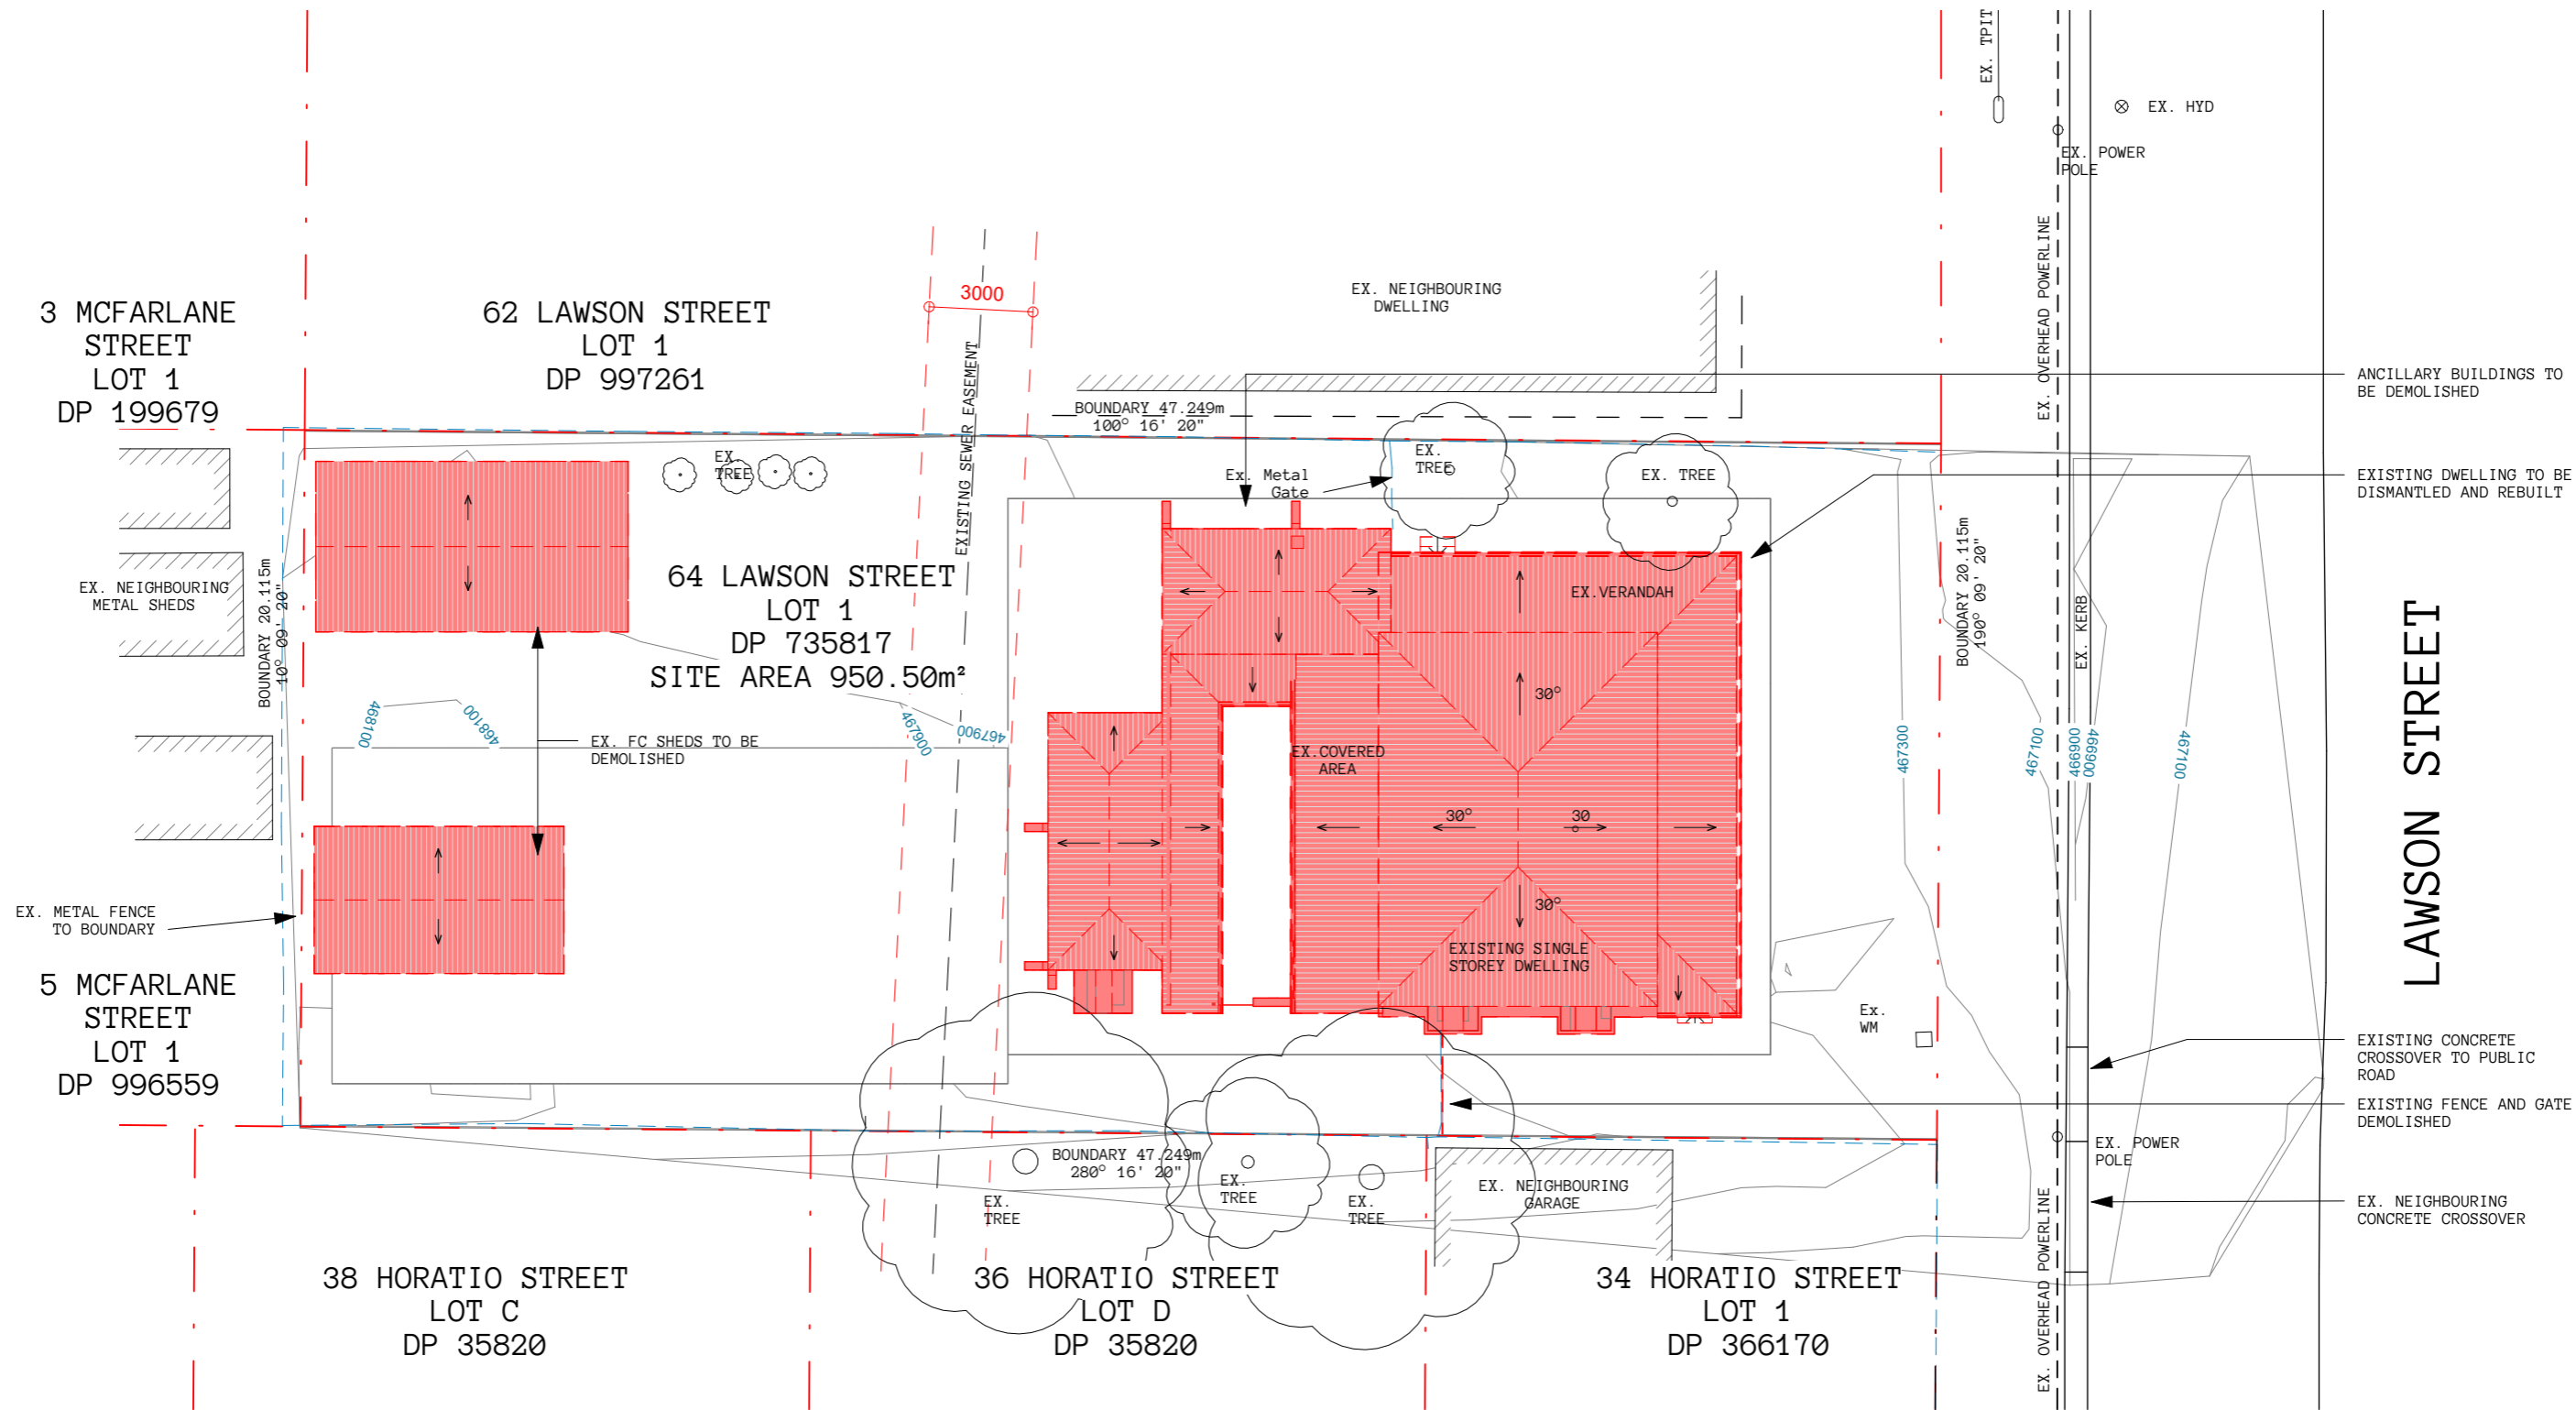 EX. TPIT
EX. HYD
EX. POWER
POLE
EX. OVERHEAD POWERLINE
3 MCFARLANE
STREET
LOT 1
DP 199679
62 LAWSON STREET
LOT 1
DP 997261
3000
EXISTING SEWER EASEMENT
EX. NEIGHBOURING
DWELLING
BOUNDARY 47.249m
100° 16' 20"
ANCILLARY BUILDINGS TO
BE DEMOLISHED
EX.
TREE
Ex. Metal
Gate
EX.
TREE
EX. TREE
EXISTING DWELLING TO BE
DISMANTLED AND REBUILT
EX. NEIGHBOURING
METAL SHEDS
BOUNDARY 20.115m
10° 09' 20"
64 LAWSON STREET
LOT 1
DP 735817
SITE AREA 950.50m²
EX.VERANDAH
BOUNDARY 20.115m
190° 09' 20"
EX. KERB
LAWSON STREET
30°
468100
468100
467900
467900
EX. FC SHEDS TO BE
DEMOLISHED
EX.COVERED
AREA
467300
467100
466900
466900
467100
30°
30
°
30°
EX. METAL FENCE
TO BOUNDARY
EXISTING SINGLE
STOREY DWELLING
5 MCFARLANE
STREET
LOT 1
DP 996559
Ex.
WM
EXISTING CONCRETE
CROSSOVER TO PUBLIC
ROAD
EXISTING FENCE AND GATE
DEMOLISHED
BOUNDARY 47.249m
280° 16' 20"
EX.
TREE
EX.
TREE
EX.
TREE
EX. NEIGHBOURING
GARAGE
EX. POWER
POLE
EX. NEIGHBOURING
CONCRETE CROSSOVER
EX. OVERHEAD POWERLINE
38 HORATIO STREET
LOT C
DP 35820
36 HORATIO STREET
LOT D
DP 35820
34 HORATIO STREET
LOT 1
DP 366170